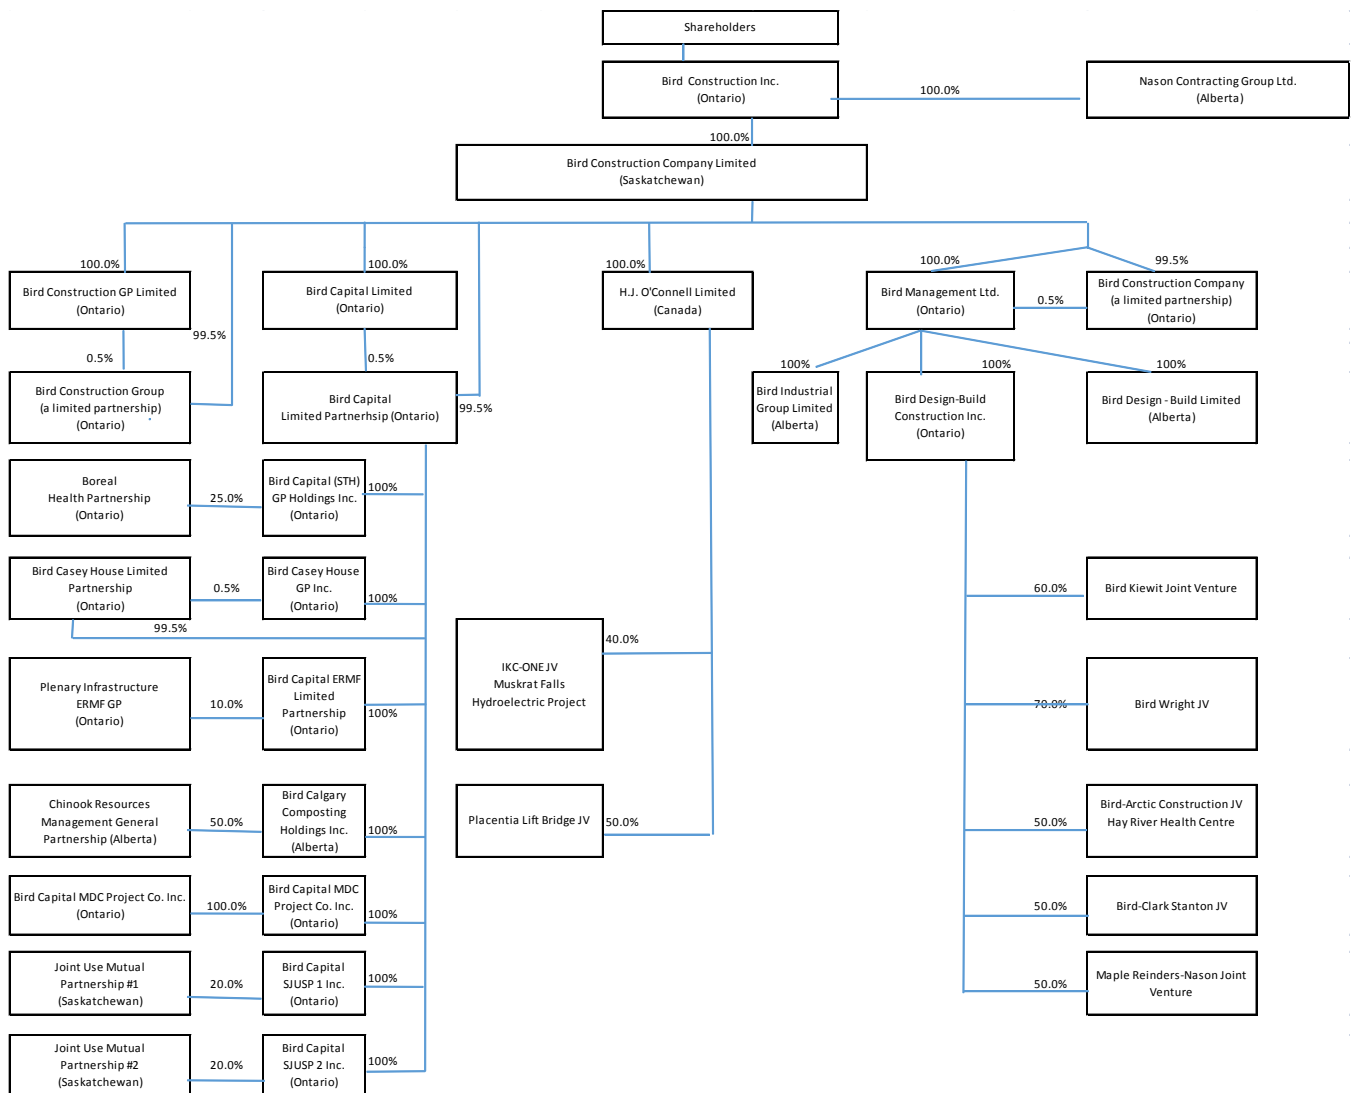 Shareholders
Bird Construction Inc.
(Ontario)
100.0%
Nason Contracting Group Ltd.
(Alberta)
100.0%
Bird Construction Company Limited
(Saskatchewan)
100.0%
100.0%
100.0%
100.0%
99.5%
Bird Construction GP Limited
(Ontario)
Bird Capital Limited
(Ontario)
H.J. O'Connell Limited
(Canada)
Bird Management Ltd.
(Ontario)
0.5%
Bird Construction Company
(a limited partnership)
(Ontario)
99.5%
0.5%
0.5%
100%
100%
100%
Bird Construction Group
(a limited partnership)
(Ontario)
Bird Capital
Limited Partnerhsip (Ontario)
99.5%
Bird Industrial
Group Limited
(Alberta)
Bird Design-Build
Construction Inc.
(Ontario)
Bird Design - Build Limited
(Alberta)
Boreal
Health Partnership
(Ontario)
25.0%
Bird Capital (STH)
GP Holdings Inc.
(Ontario)
100%
Bird Casey House Limited
Partnership
(Ontario)
0.5%
Bird Casey House
GP Inc.
(Ontario)
100%
99.5%
60.0%
Bird Kiewit Joint Venture
IKC-ONE JV
Muskrat Falls
Hydroelectric Project
40.0%
Plenary Infrastructure
ERMF GP
(Ontario)
10.0%
Bird Capital ERMF
Limited
Partnership
(Ontario)
100%
70.0%
Bird Wright JV
Chinook Resources
Management General
Partnership (Alberta)
50.0%
Bird Calgary
Composting
Holdings Inc.
(Alberta)
100%
Placentia Lift Bridge JV
50.0%
50.0%
Bird-Arctic Construction JV
Hay River Health Centre
Bird Capital MDC Project Co. Inc.
(Ontario)
100.0%
Bird Capital MDC
Project Co. Inc.
(Ontario)
100%
50.0%
Bird-Clark Stanton JV
Joint Use Mutual
Partnership #1
(Saskatchewan)
20.0%
Bird Capital
SJUSP 1 Inc.
(Ontario)
100%
50.0%
Maple Reinders-Nason Joint
Venture
Joint Use Mutual
Partnership #2
(Saskatchewan)
20.0%
Bird Capital
SJUSP 2 Inc.
(Ontario)
100%